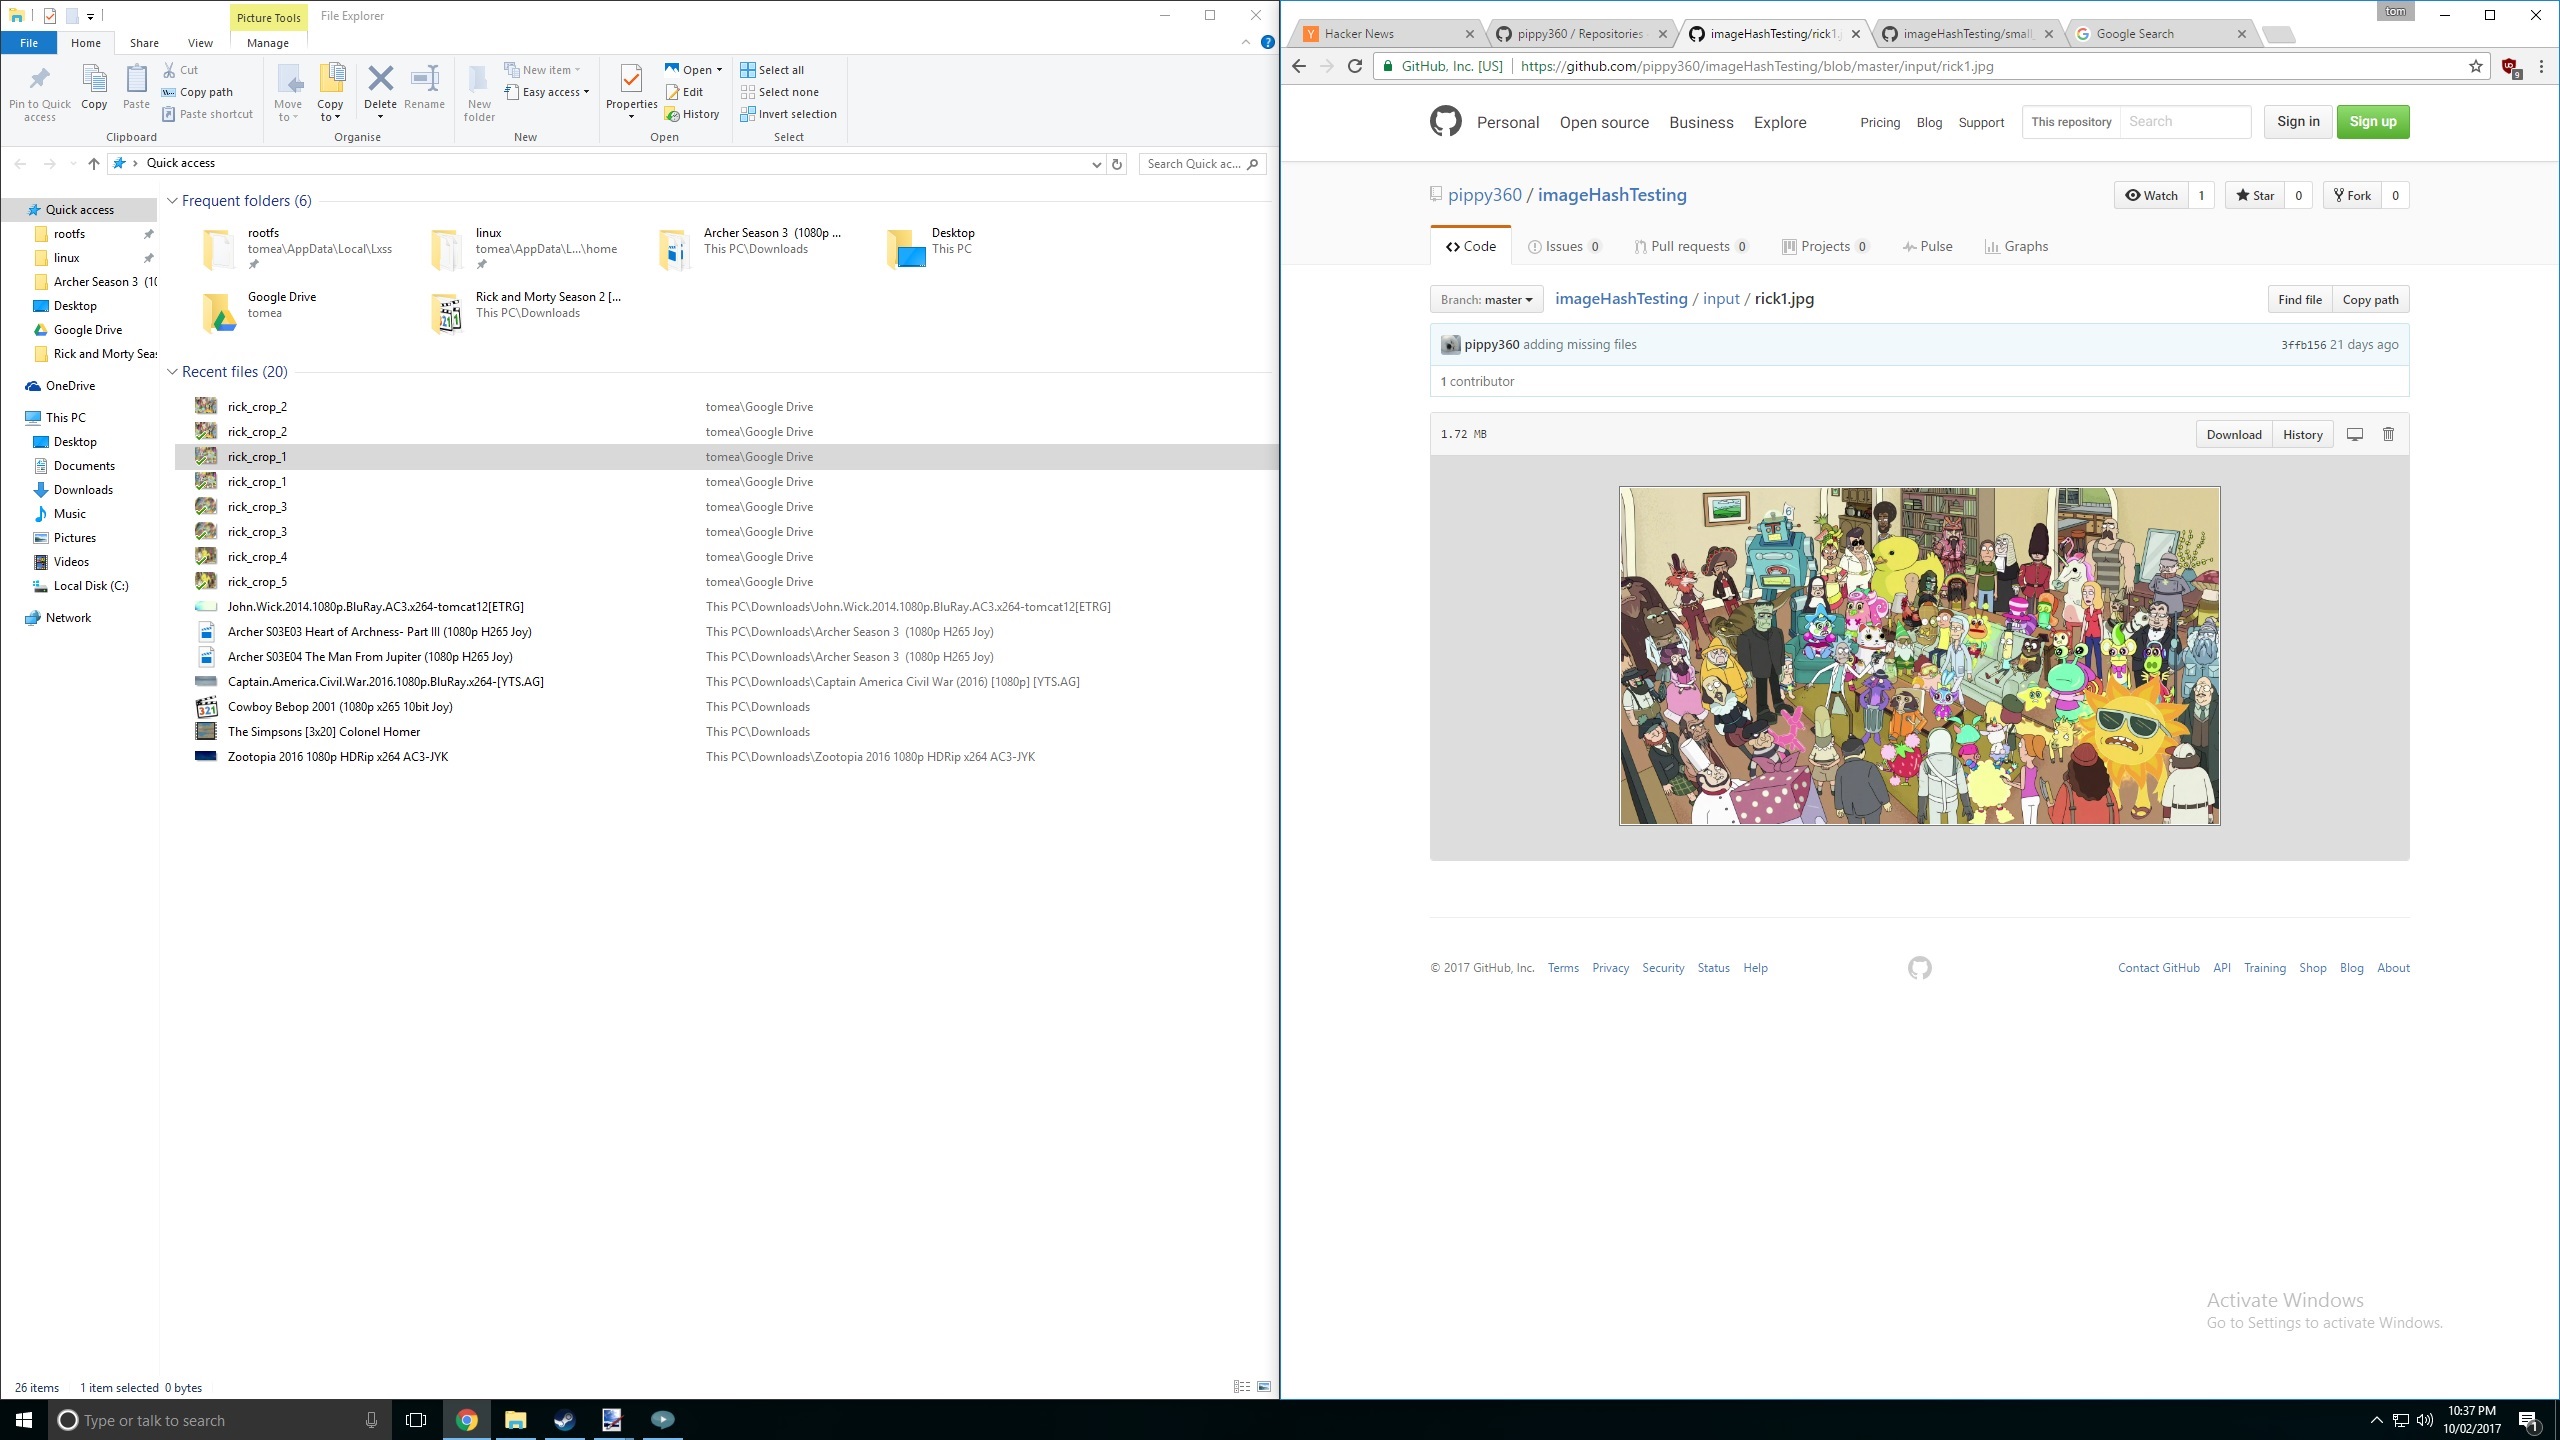 Picture Tools
File Explorer
File
Home
Share
View
Manage
Pin to Quick access
Copy
Paste
Cut
Copy path
Paste shortcut
Clipboard
Move to
Copy to
Delete
Rename
Organise
New folder
New item
Easy access
New
Properties
Open
Edit
History
Open
Select all
Select none
Invert selection
Select
Quick access
Search Quick ac...
Quick access
rootfs
linux
Archer Season 3 (10
Desktop
Google Drive
Rick and Morty Seas
OneDrive
This PC
Desktop
Documents
Downloads
Music
Pictures
Videos
Local Disk (C:)
Network
Frequent folders (6)
rootfs
tomea\AppData\Local\Lxss
linux
tomea\AppData\L...\home
Archer Season 3 (1080p ...
This PC\Downloads
Desktop
This PC
Google Drive
tomea
Rick and Morty Season 2 [...
This PC\Downloads
Recent files (20)
rick_crop_2 tomea\Google Drive
rick_crop_2 tomea\Google Drive
rick_crop_1 tomea\Google Drive
rick_crop_1 tomea\Google Drive
rick_crop_3 tomea\Google Drive
rick_crop_3 tomea\Google Drive
rick_crop_4 tomea\Google Drive
rick_crop_5 tomea\Google Drive
John.Wick.2014.1080p.BluRay.AC3.x264-tomcat12[ETRG] This PC\Downloads\John.Wick.2014.1080p.BluRay.AC3.x264-tomcat12[ETRG]
Archer S03E03 Heart of Archness- Part III (1080p H265 Joy) This PC\Downloads\Archer Season 3 (1080p H265 Joy)
Archer S03E04 The Man From Jupiter (1080p H265 Joy) This PC\Downloads\Archer Season 3 (1080p H265 Joy)
Captain.America.Civil.War.2016.1080p.BluRay.x264-[YTS.AG] This PC\Downloads\Captain America Civil War (2016) [1080p] [YTS.AG]
Cowboy Bebop 2001 (1080p x265 10bit Joy) This PC\Downloads
The Simpsons [3x20] Colonel Homer This PC\Downloads
Zootopia 2016 1080p HDRip x264 AC3-JYK This PC\Downloads\Zootopia 2016 1080p HDRip x264 AC3-JYK
26 items 1 item selected 0 bytes
tom
Hacker News
pippy360 / Repositories
imageHashTesting/rick1.j
imageHashTesting/small_
Google Search
GitHub, Inc. [US]
https://github.com/pippy360/imageHashTesting/blob/master/input/rick1.jpg
9
Personal Open source Business Explore
Pricing Blog Support
This repository Search
Sign in
Sign up
pippy360 / imageHashTesting
Watch 1
Star 0
Fork 0
Code
Issues 0
Pull requests 0
Projects 0
Pulse
Graphs
Branch: master
imageHashTesting / input / rick1.jpg
Find file
Copy path
pippy360 adding missing files
3ffb156 21 days ago
1 contributor
1.72 MB
Download
History
© 2017 GitHub, Inc. Terms Privacy Security Status Help
Contact GitHub API Training Shop Blog About
Activate Windows
Go to Settings to activate Windows.
Type or talk to search
10:37 PM
10/02/2017
1